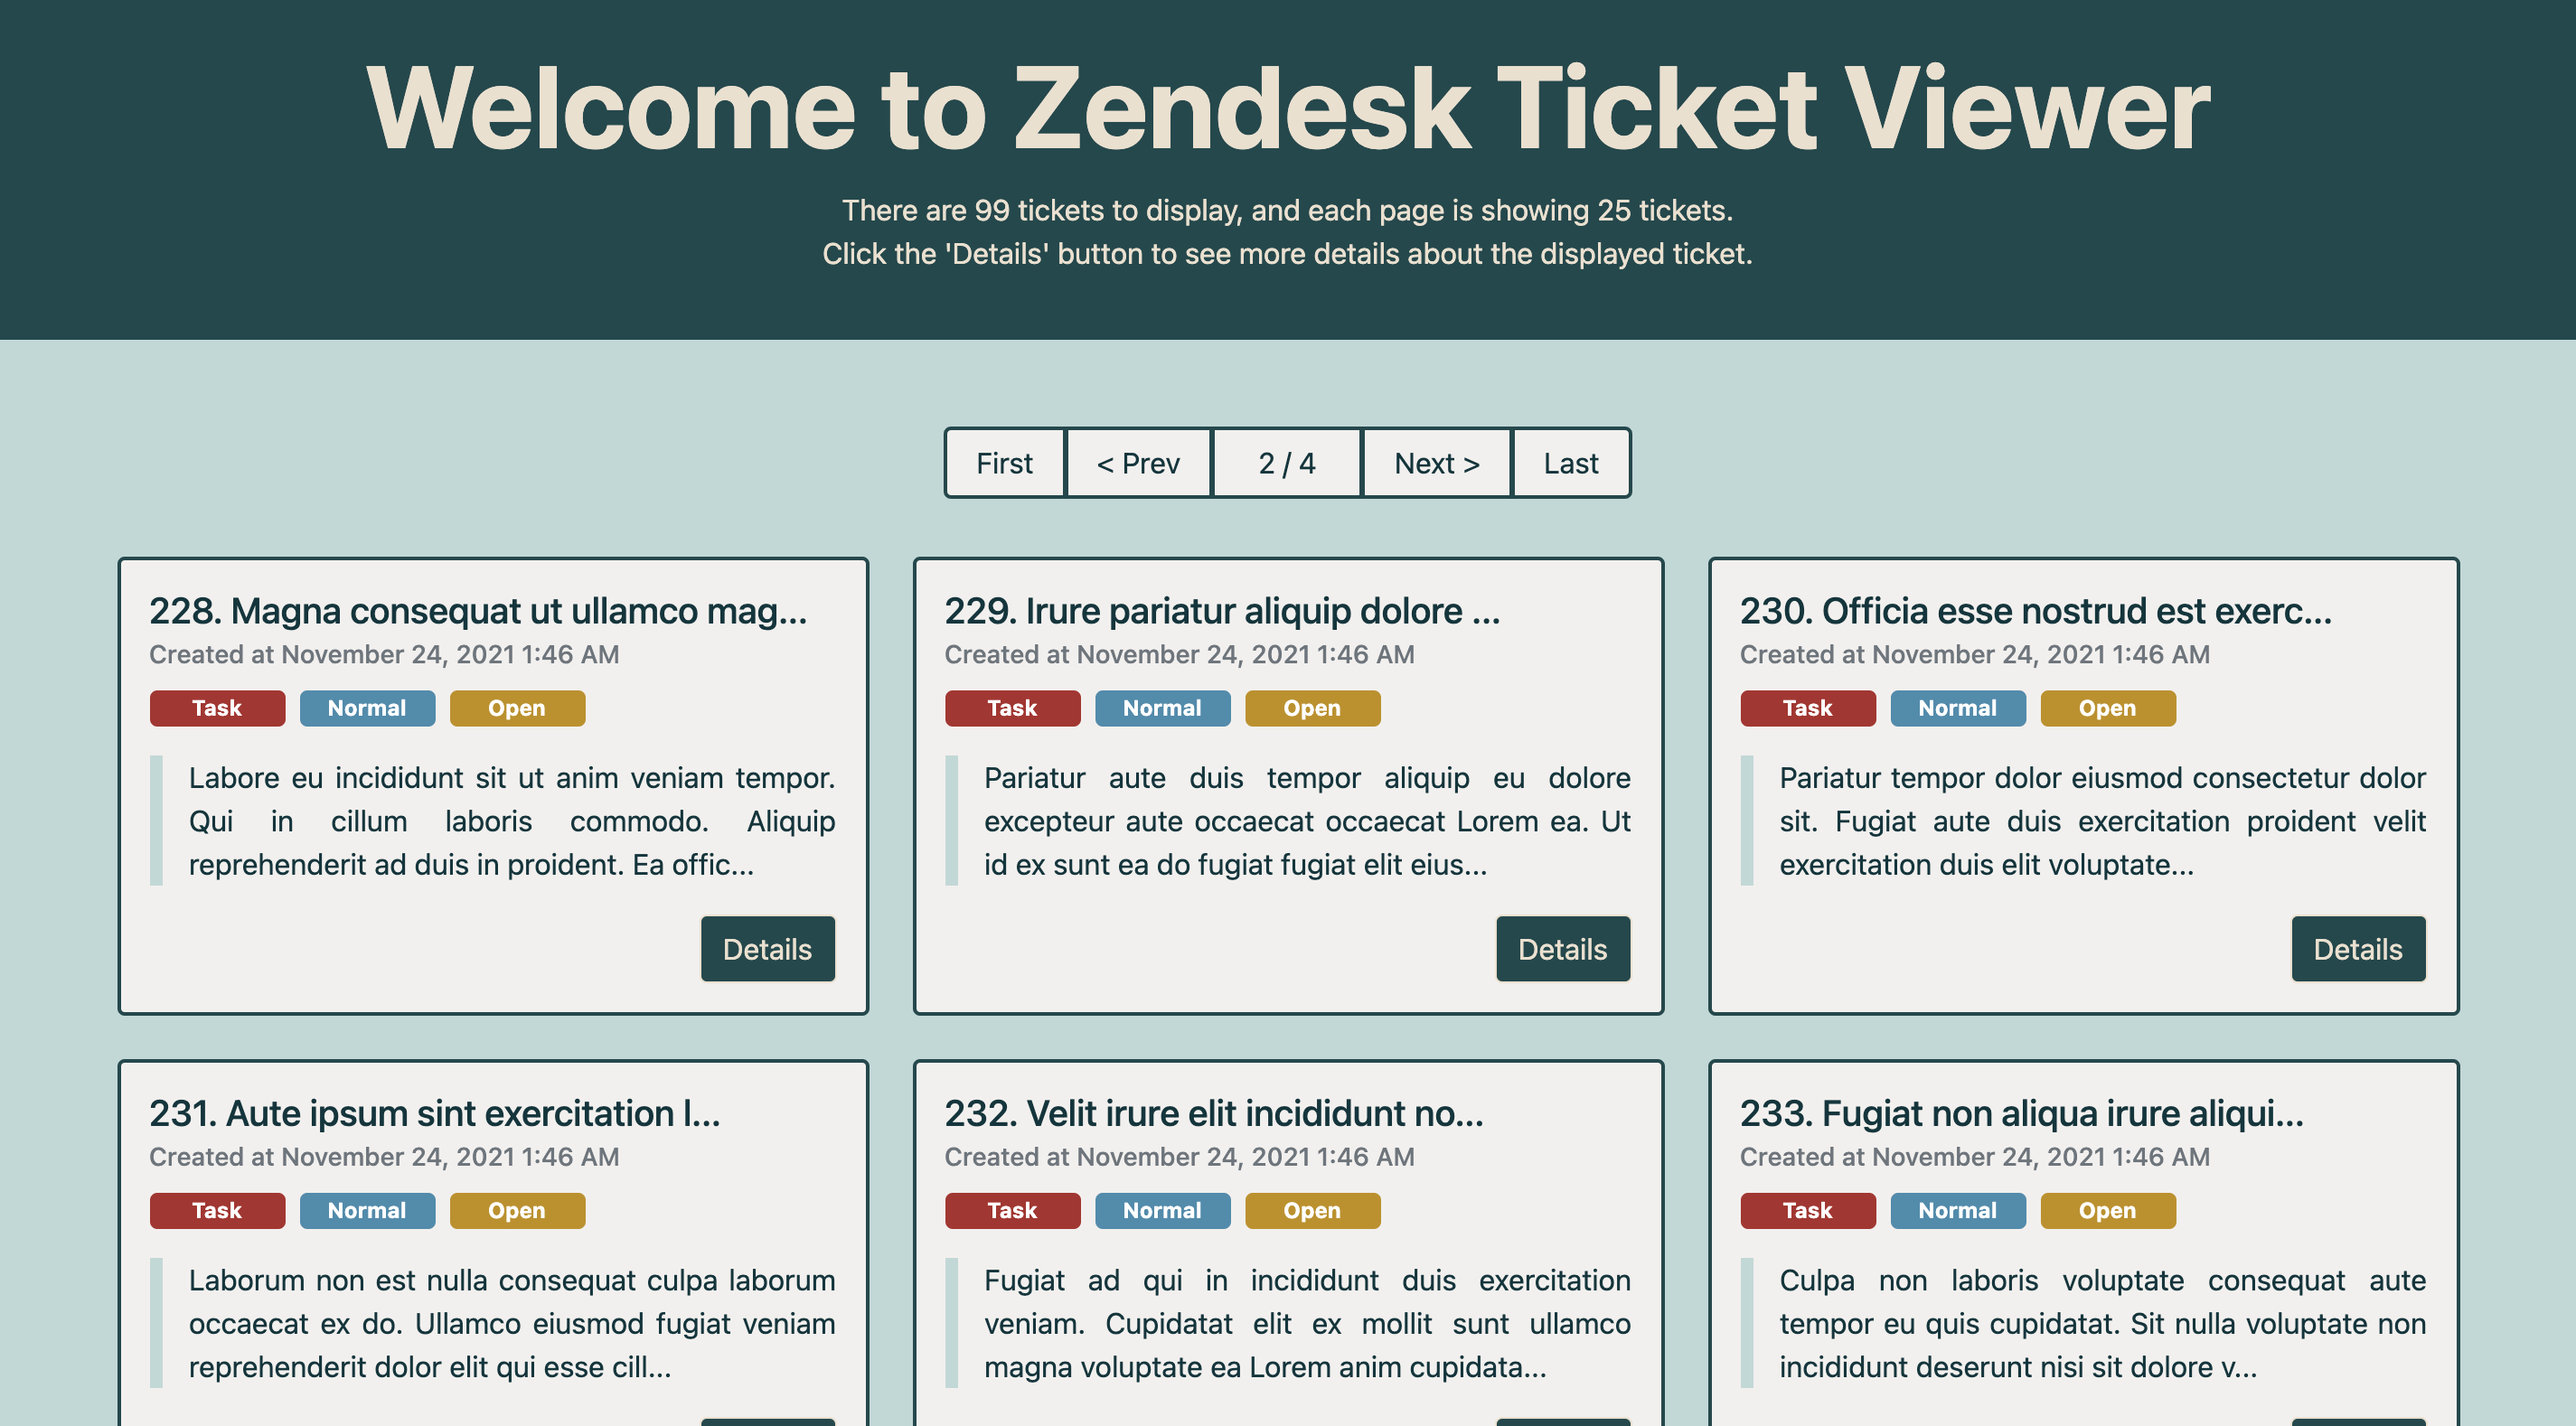 Welcome to Zendesk Ticket Viewer
There are 99 tickets to display, and each page is showing 25 tickets.
Click the 'Details' button to see more details about the displayed ticket.
First
< Prev
2 / 4
Next >
Last
228. Magna consequat ut ullamco mag...
Created at November 24, 2021 1:46 AM
Task
Normal
Open
Labore eu incididunt sit ut anim veniam tempor.
Qui in cillum laboris commodo. Aliquip
reprehenderit ad duis in proident. Ea offic...
Details
229. Irure pariatur aliquip dolore ...
Created at November 24, 2021 1:46 AM
Task
Normal
Open
Pariatur aute duis tempor aliquip eu dolore
excepteur aute occaecat occaecat Lorem ea. Ut
id ex sunt ea do fugiat fugiat elit eius...
Details
230. Officia esse nostrud est exerc...
Created at November 24, 2021 1:46 AM
Task
Normal
Open
Pariatur tempor dolor eiusmod consectetur dolor
sit. Fugiat aute duis exercitation proident velit
exercitation duis elit voluptate...
Details
231. Aute ipsum sint exercitation l...
Created at November 24, 2021 1:46 AM
Task
Normal
Open
Laborum non est nulla consequat culpa laborum
occaecat ex do. Ullamco eiusmod fugiat veniam
reprehenderit dolor elit qui esse cill...
232. Velit irure elit incididunt no...
Created at November 24, 2021 1:46 AM
Task
Normal
Open
Fugiat ad qui in incididunt duis exercitation
veniam. Cupidatat elit ex mollit sunt ullamco
magna voluptate ea Lorem anim cupidata...
233. Fugiat non aliqua irure aliqui...
Created at November 24, 2021 1:46 AM
Task
Normal
Open
Culpa non laboris voluptate consequat aute
tempor eu quis cupidatat. Sit nulla voluptate non
incididunt deserunt nisi sit dolore v...